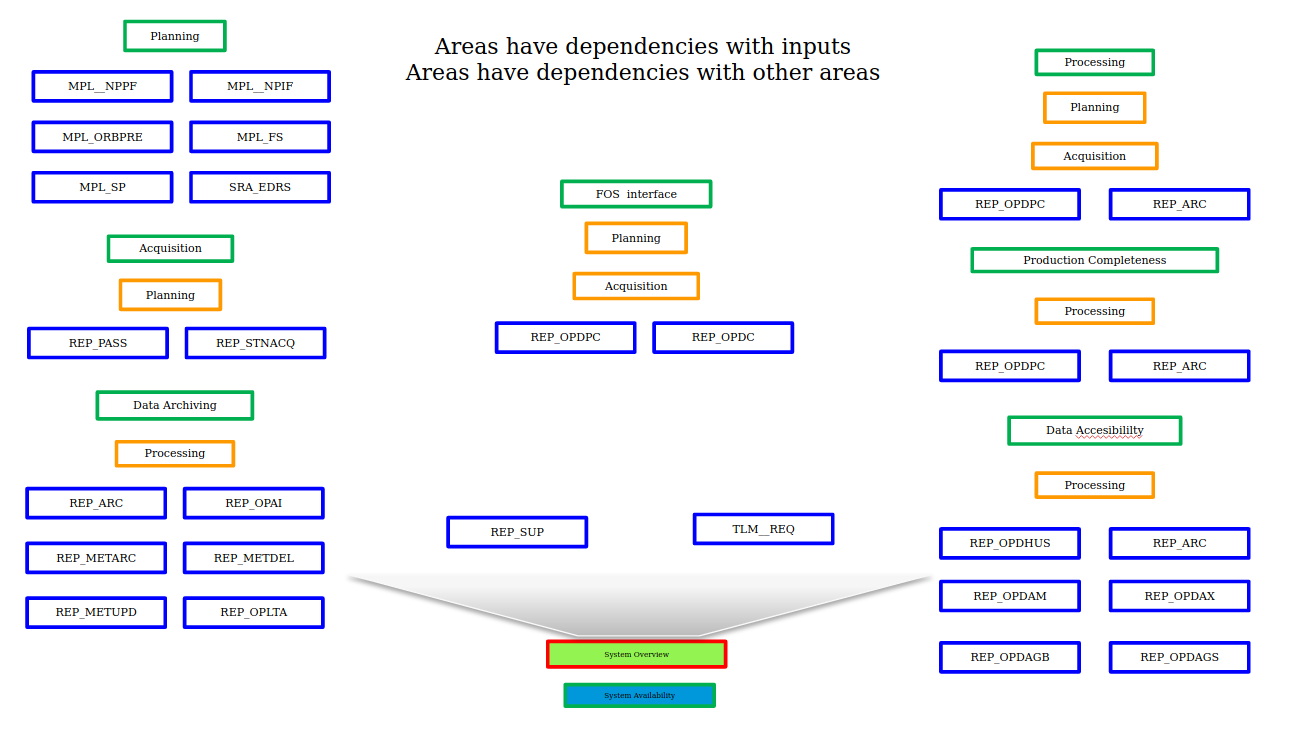 Areas have dependencies with inputs
Areas have dependencies with other areas
Planning
MPL__NPPF
MPL__NPIF
MPL_ORBPRE
MPL_FS
MPL_SP
SRA_EDRS
Acquisition
Planning
REP_PASS
REP_STNACQ
Data Archiving
Processing
REP_ARC
REP_OPAI
REP_METARC
REP_METDEL
REP_METUPD
REP_OPLTA
FOS interface
Planning
Acquisition
REP_OPDPC
REP_OPDC
REP_SUP
TLM__REQ
System Overview
System Availability
Processing
Planning
Acquisition
REP_OPDPC
REP_ARC
Production Completeness
Processing
REP_OPDPC
REP_ARC
Data Accesibililty
Processing
REP_OPDHUS
REP_ARC
REP_OPDAM
REP_OPDAX
REP_OPDAGB
REP_OPDAGS